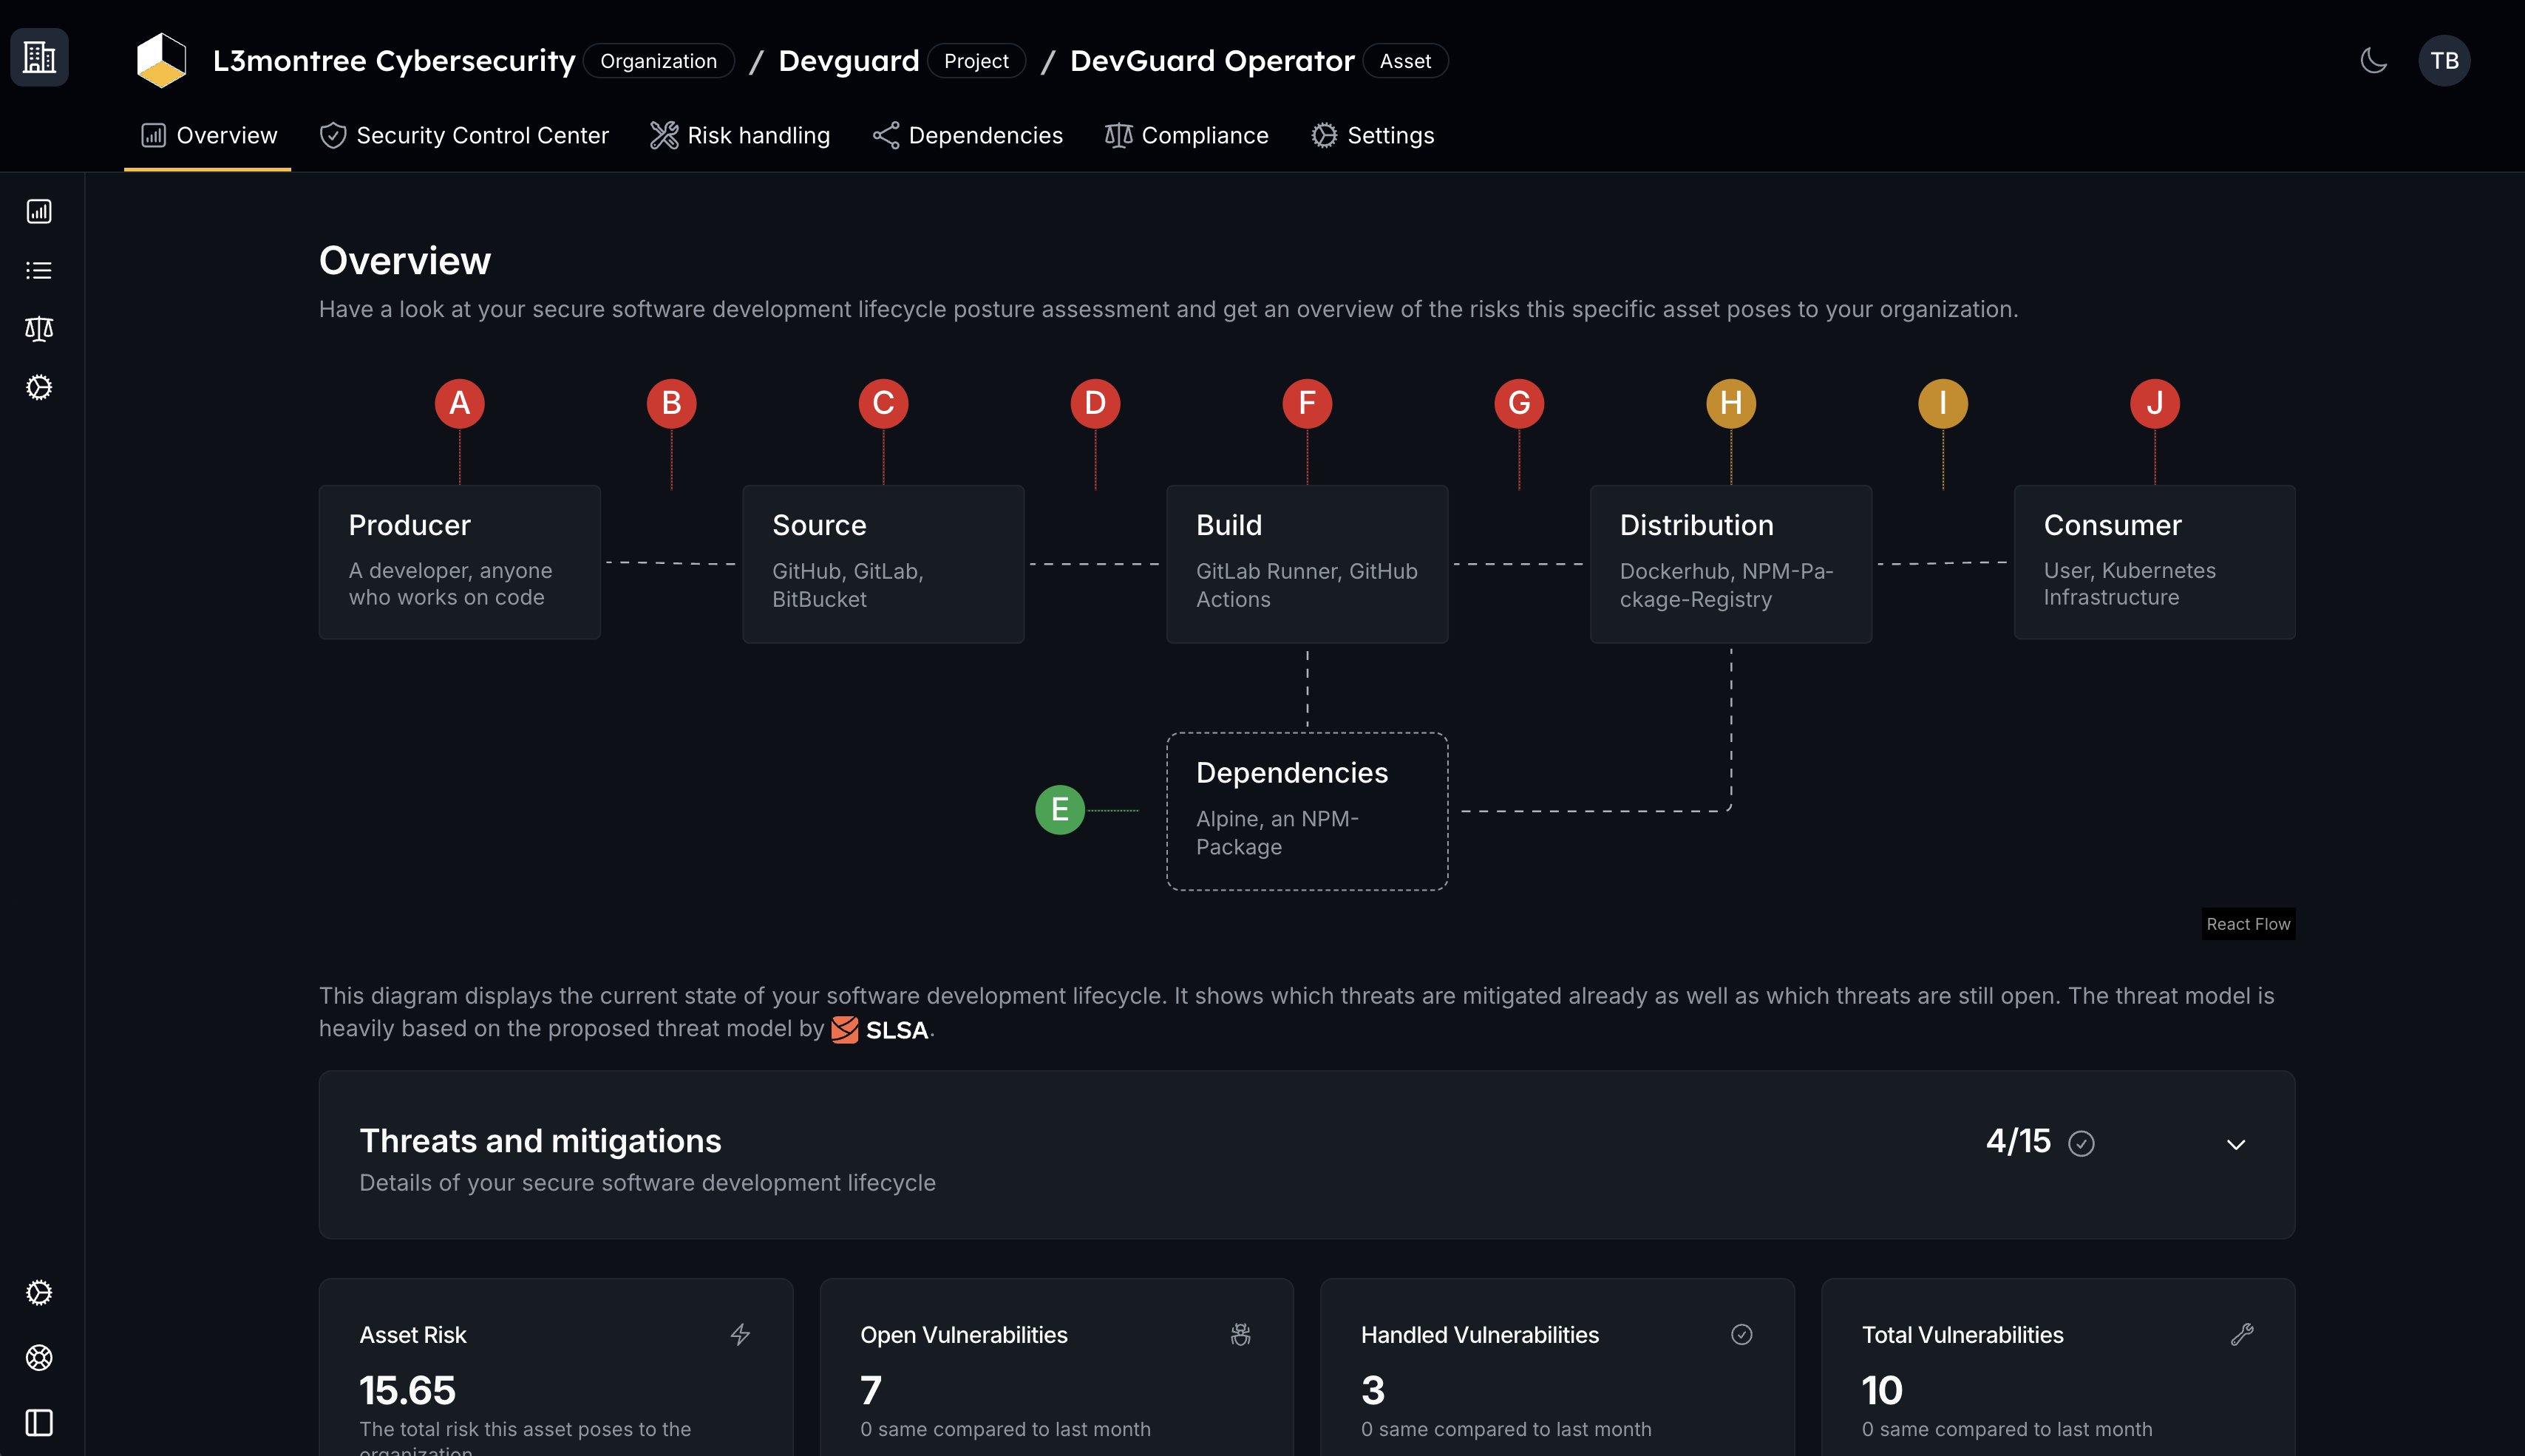 L3montree Cybersecurity Organization / Devguard Project / DevGuard Operator Asset
TB
Overview Security Control Center Risk handling Dependencies Compliance Settings
Overview
Have a look at your secure software development lifecycle posture assessment and get an overview of the risks this specific asset poses to your organization.
A B C D F G H I J
Producer
A developer, anyone
who works on code
Source
GitHub, GitLab,
BitBucket
Build
GitLab Runner, GitHub
Actions
Distribution
Dockerhub, NPM-Pa-
ckage-Registry
Consumer
User, Kubernetes
Infrastructure
E
Dependencies
Alpine, an NPM-
Package
React Flow
This diagram displays the current state of your software development lifecycle. It shows which threats are mitigated already as well as which threats are still open. The threat model is
heavily based on the proposed threat model by SLSA.
Threats and mitigations
4/15
Details of your secure software development lifecycle
Asset Risk
15.65
The total risk this asset poses to the
organization
Open Vulnerabilities
7
0 same compared to last month
Handled Vulnerabilities
3
0 same compared to last month
Total Vulnerabilities
10
0 same compared to last month